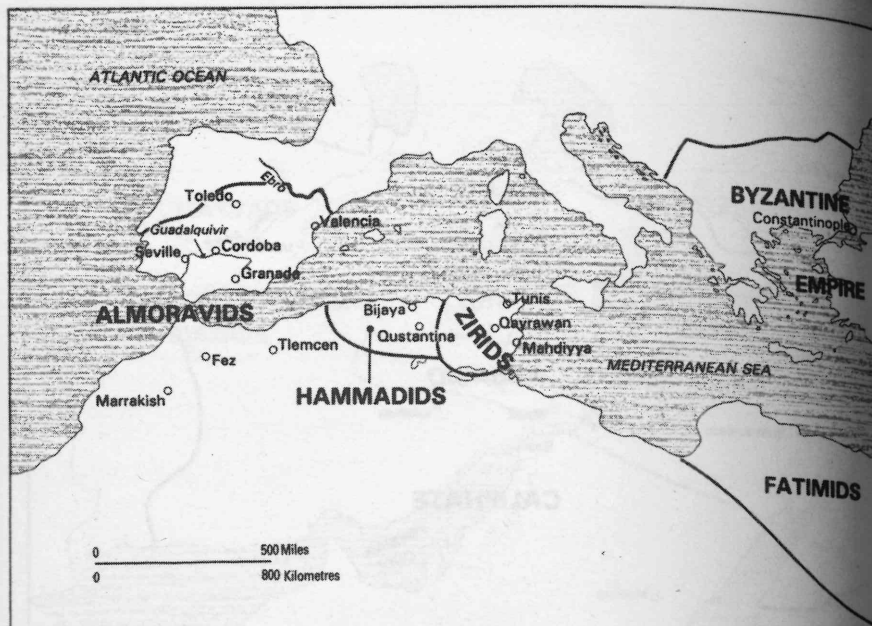 ATLANTIC OCEAN
Ebro
Toledo
BYZANTINE
Constantinople
Valencia
Guadalquivir
Cordoba
Seville
Granada
EMPIRE
ALMORAVIDS
Bijaya
Tunis
ZIRIDS
Qayrawan
Qustantina
Mahdiyya
Tlemcen
Fez
MEDITERRANEAN SEA
Marrakish
HAMMADIDS
FATIMIDS
0 500 Miles
0 800 Kilometres